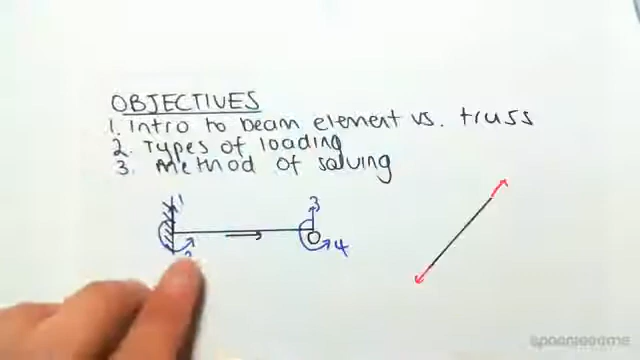 OBJECTIVES
1. Intro to beam element vs. truss
2. Types of loading
3. Method of solving
1
3
2
4
spoonfeedme